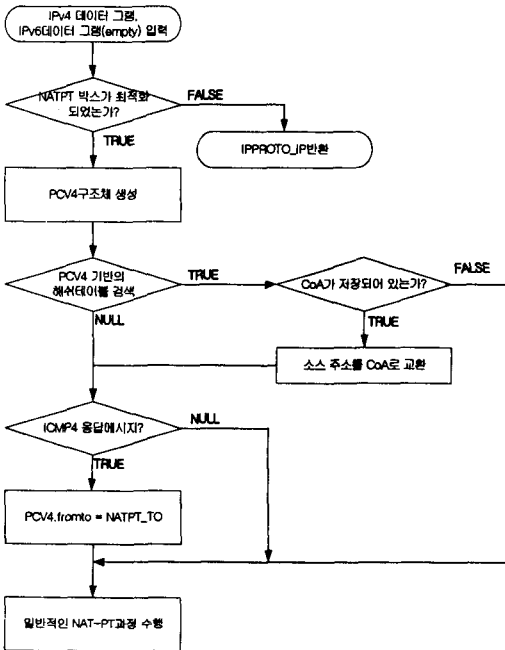 IPv4 데이터 그램,
IPv6데이터 그램(empty) 입력
NATPT 박스가 최적화
되었는가?
FALSE
TRUE
IPPROTO_IP반환
PCV4구조체 생성
PCV4 기반의
해쉬테이블 검색
TRUE
NULL
CoA가 저장되어 있는가?
FALSE
TRUE
소스 주소를 CoA로 교환
ICMP4 응답메시지?
NULL
TRUE
PCV4.fromto = NATPT_TO
일반적인 NAT-PT과정 수행